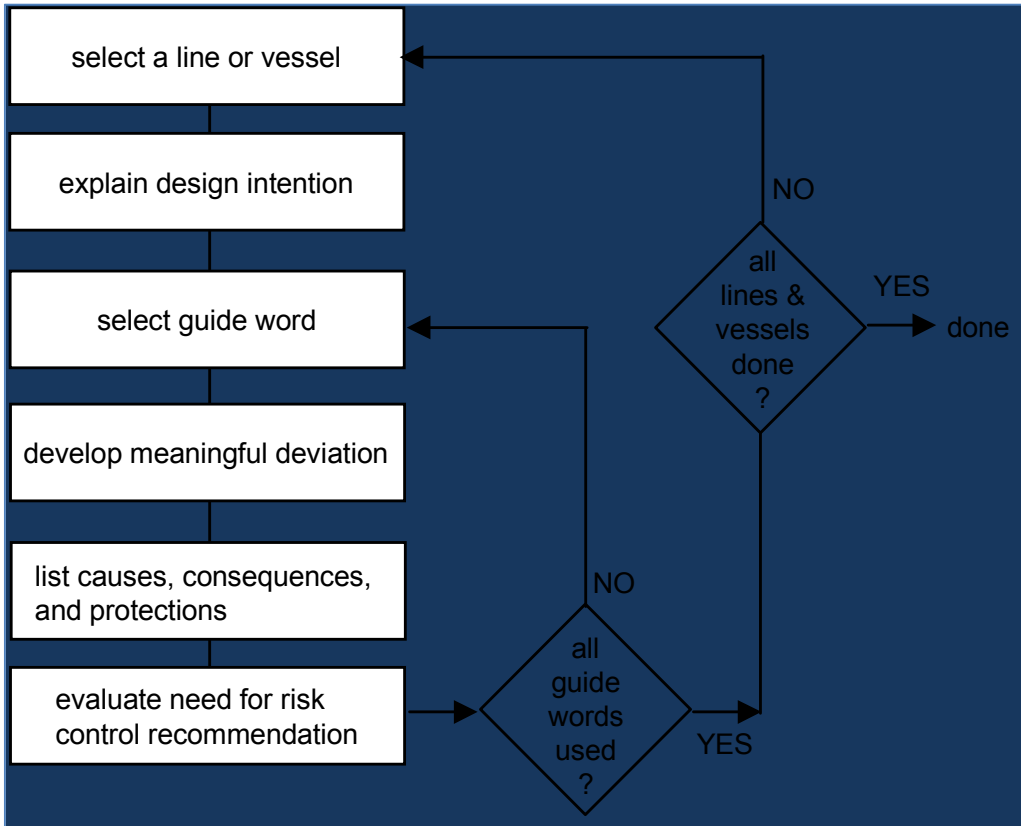 select a line or vessel
explain design intention
select guide word
develop meaningful deviation
list causes, consequences,
and protections
evaluate need for risk
control recommendation
NO
all
guide
words
used
?
YES
NO
all
lines &
vessels
done
?
YES
done